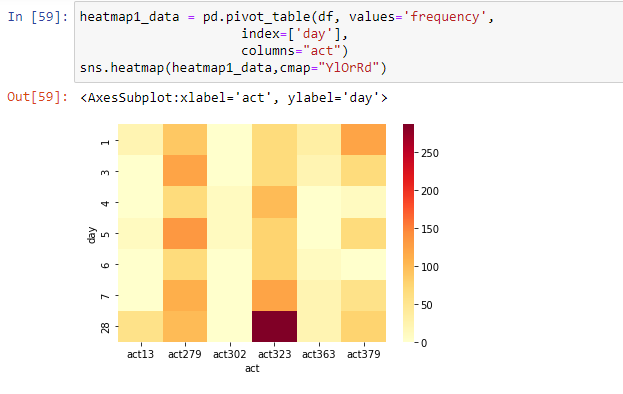 In [59]: heatmap1_data = pd.pivot_table(df, values='frequency',
index=['day'],
columns="act")
sns.heatmap(heatmap1_data,cmap="YlOrRd")
Out[59]: <AxesSubplot:xlabel='act', ylabel='day'>
day
1
3
4
5
6
7
28
act13 act279 act302 act323 act363 act379
act
250
200
150
100
50
0